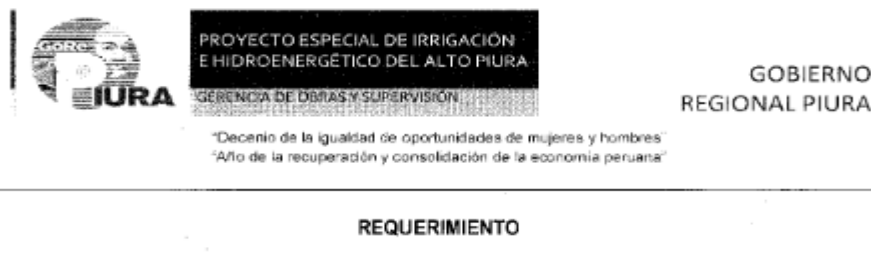 GORE
PIURA
PROYECTO ESPECIAL DE IRRIGACIÓN
E HIDROENERGÉTICO DEL ALTO PIURA
GERENCIA DE OBRAS Y SUPERVISIÓN
GOBIERNO
REGIONAL PIURA
"Decenio de la igualdad de oportunidades de mujeres y hombres"
"Año de la recuperación y consolidación de la economía peruana"
REQUERIMIENTO